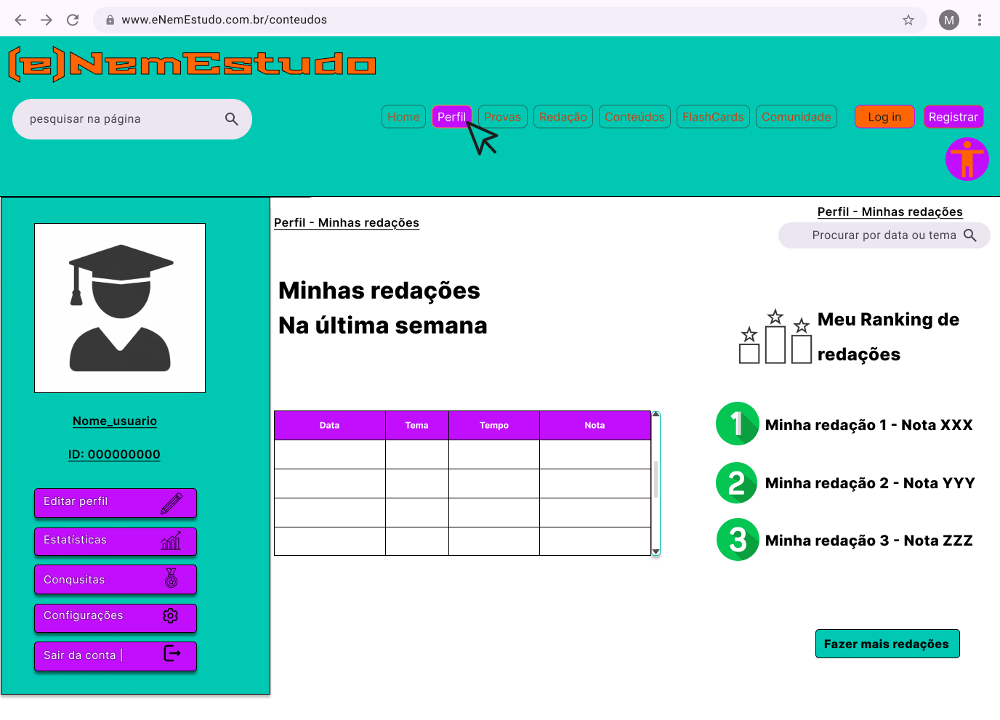 www.eNemEstudo.com.br/conteudos
M
(e)NemEstudo
pesquisar na página
Home
Perfil
Provas
Redação
Conteúdos
FlashCards
Comunidade
Log in
Registrar
Perfil - Minhas redações
Perfil - Minhas redações
Procurar por data ou tema
Minhas redações
Na última semana
Meu Ranking de
redações
Nome_usuario
ID: 000000000
Editar perfil
Estatísticas
Conqusitas
Configurações
Sair da conta |
Data
Tema
Tempo
Nota
1
Minha redação 1 - Nota XXX
2
Minha redação 2 - Nota YYY
3
Minha redação 3 - Nota ZZZ
Fazer mais redações